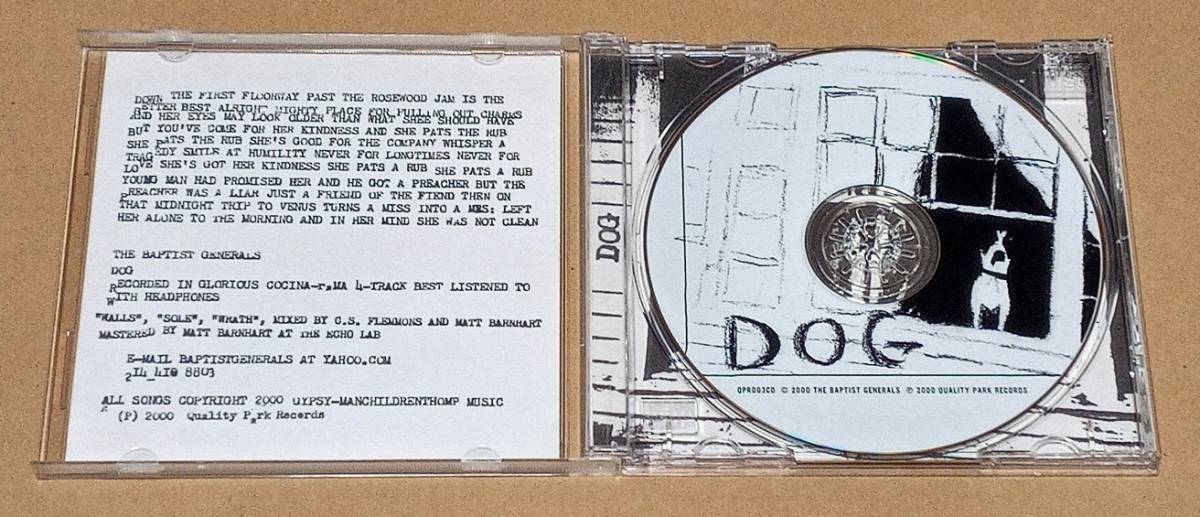 DOWN THE FIRST FLOORWAY PAST THE ROSEWOOD JAM IS THE
BETTER BEST ALRIGHT MIGHTY PLACE FOR PULLING OUT CHARMS
AND HER EYES MAY LOOK OLDER THAN WHAT SHEE SHOULD HAVE
BUT YOU'VE COME FOR HER KINDNESS AND SHE PATS THE RUB
SHE PATS THE RUB SHE'S GOOD FOR THE COMPANY WHISPER A
TRAGEDY SMILE AT HUMILITY NEVER FOR LONGTIMES NEVER FOR
LOVE SHE'S GOT HER KINDNESS SHE PATS A RUB SHE PATS A RUB
YOUNG MAN HAD PROMISED HER AND HE GOT A PREACHER BUT THE
PREACHER WAS A LIAR JUST A FRIEND OF THE FIEND THEN ON
THAT MIDNIGHT TRIP TO VENUS TURNS A MISS INTO A MRS: LEFT
HER ALONE TO THE MORNING AND IN HER MIND SHE WAS NOT CLEAN
THE BAPTIST GENERALS
DOG
RECORDED IN GLORIOUS COCINA-rama 4-TRACK BEST LISTENED TO
WITH HEADPHONES
"WALLS", "SOLE", "WRATH", MIXED BY C.S. FLEMMONS AND MATT BARNHART
MASTERED BY MATT BARNHART AT THE ECHO LAB
E-MAIL BAPTISTGENERALS AT YAHOO.COM
214_410 8803
ALL SONGS COPYRIGHT 2000 GYPSY-MANCHILDRENTHOMP MUSIC
(P) 2000 Quality Park Records
DOG
DOG
QPR003CD © 2000 THE BAPTIST GENERALS ℗ 2000 QUALITY PARK RECORDS